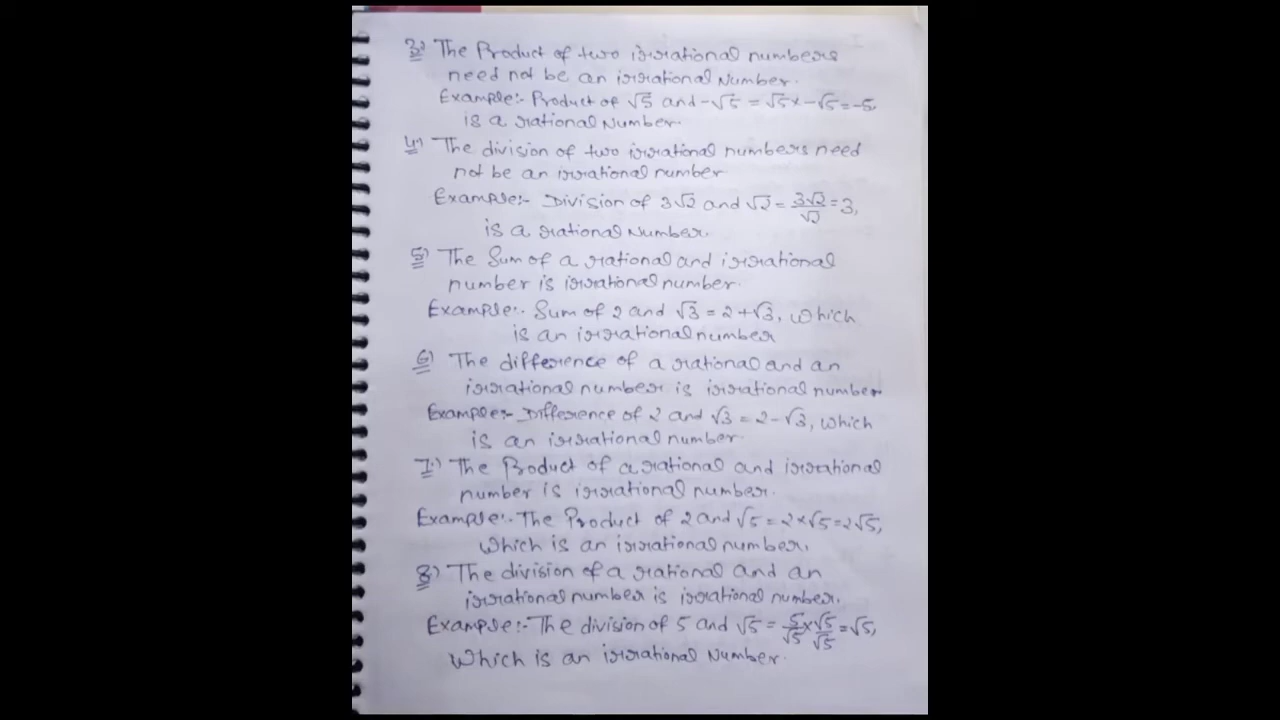 3) The Product of two irrational numbers
need not be an irrational Number.
Example:- Product of √5 and -√5 = √5 × -√5 = -5,
is a rational Number.
4) The division of two irrational numbers need
not be an irrational number
Example:- Division of 3√2 and √2 = 3√2/√2 = 3,
is a rational Number.
5) The Sum of a rational and irrational
number is irrational number.
Example:- Sum of 2 and √3 = 2+√3, which
is an irrational number
6) The difference of a rational and an
irrational number is irrational number
Example:- Difference of 2 and √3 = 2-√3, which
is an irrational number.
7) The Product of a rational and irrational
number is irrational number.
Example:- The Product of 2 and √5 = 2×√5 = 2√5,
which is an irrational number.
8) The division of a rational and an
irrational number is irrational number.
Example:- The division of 5 and √5 = 5/√5 × √5/√5 = √5,
Which is an irrational Number.